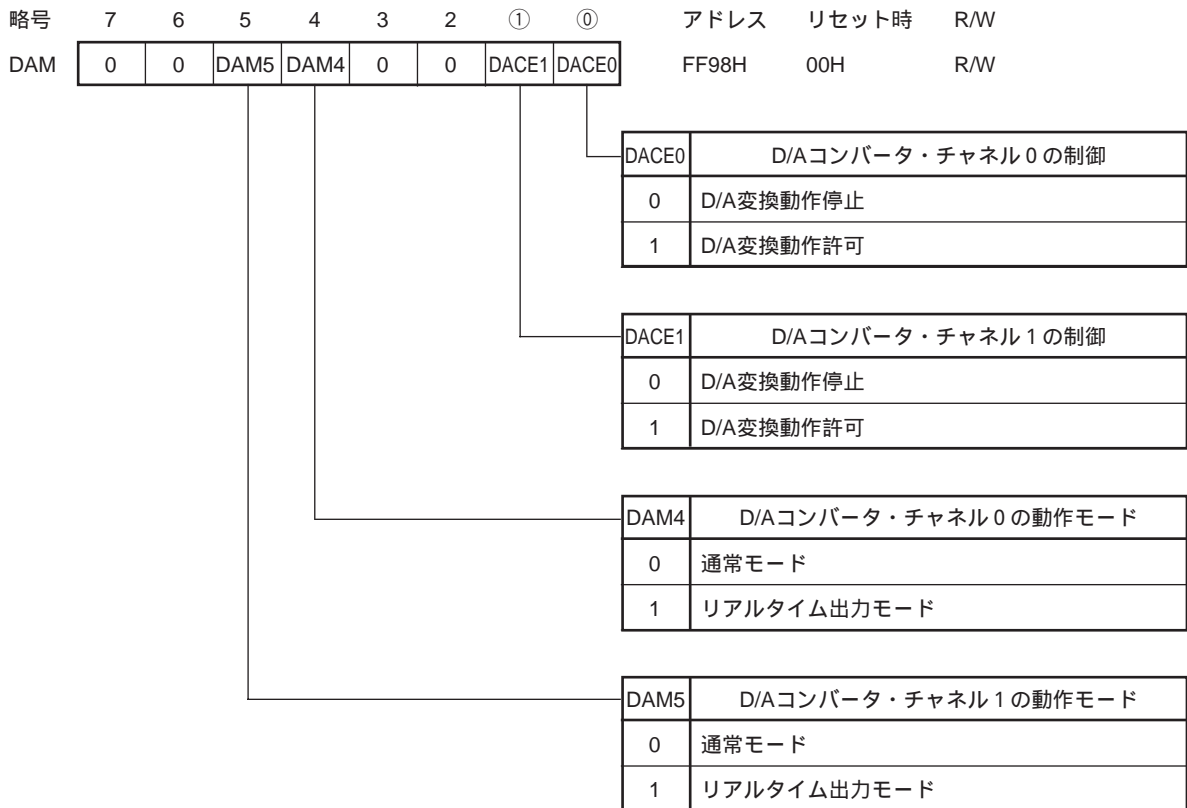 略号 7 6 5 4 3 2 ① ⓪ アドレス リセット時 R/W
DAM 0 0 DAM5 DAM4 0 0 DACE1 DACE0 FF98H 00H R/W
DACE0 D/Aコンバータ・チャネル0の制御
0 D/A変換動作停止
1 D/A変換動作許可
DACE1 D/Aコンバータ・チャネル1の制御
0 D/A変換動作停止
1 D/A変換動作許可
DAM4 D/Aコンバータ・チャネル0の動作モード
0 通常モード
1 リアルタイム出力モード
DAM5 D/Aコンバータ・チャネル1の動作モード
0 通常モード
1 リアルタイム出力モード